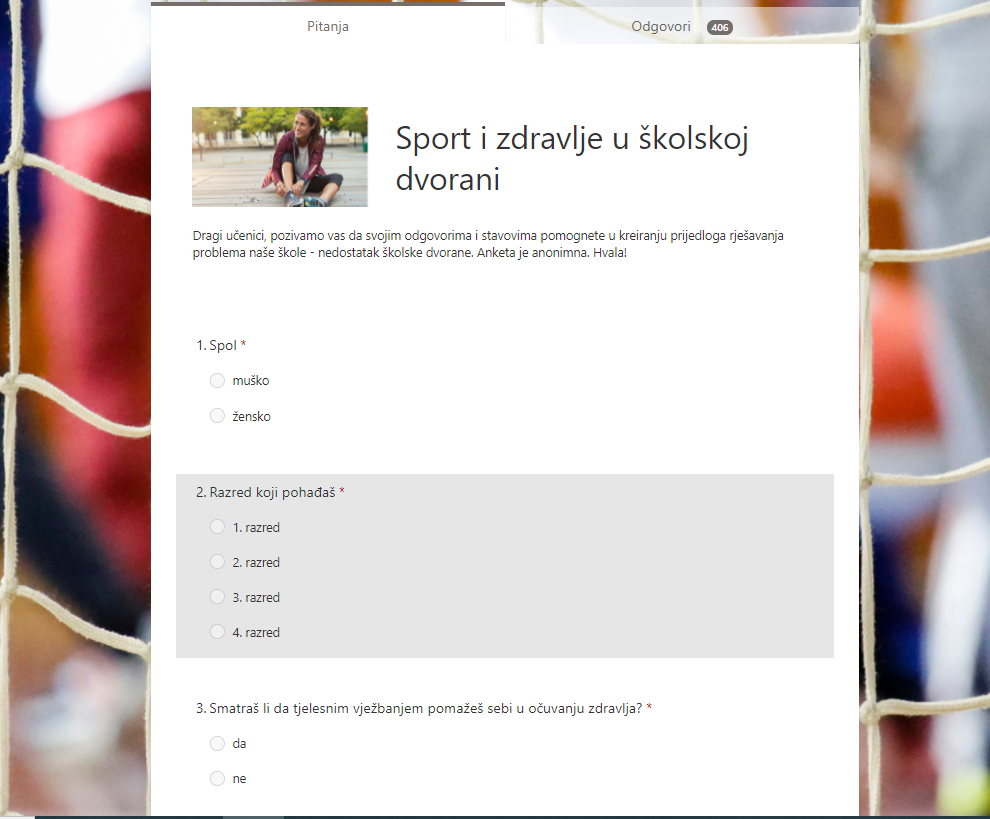 Pitanja
Odgovori 406
Sport i zdravlje u školskoj
dvorani
Dragi učenici, pozivamo vas da svojim odgovorima i stavovima pomognete u kreiranju prijedloga rješavanja
problema naše škole - nedostatak školske dvorane. Anketa je anonimna. Hvala!
1. Spol *
muško
žensko
2. Razred koji pohađaš *
1. razred
2. razred
3. razred
4. razred
3. Smatraš li da tjelesnim vježbanjem pomažeš sebi u očuvanju zdravlja? *
da
ne